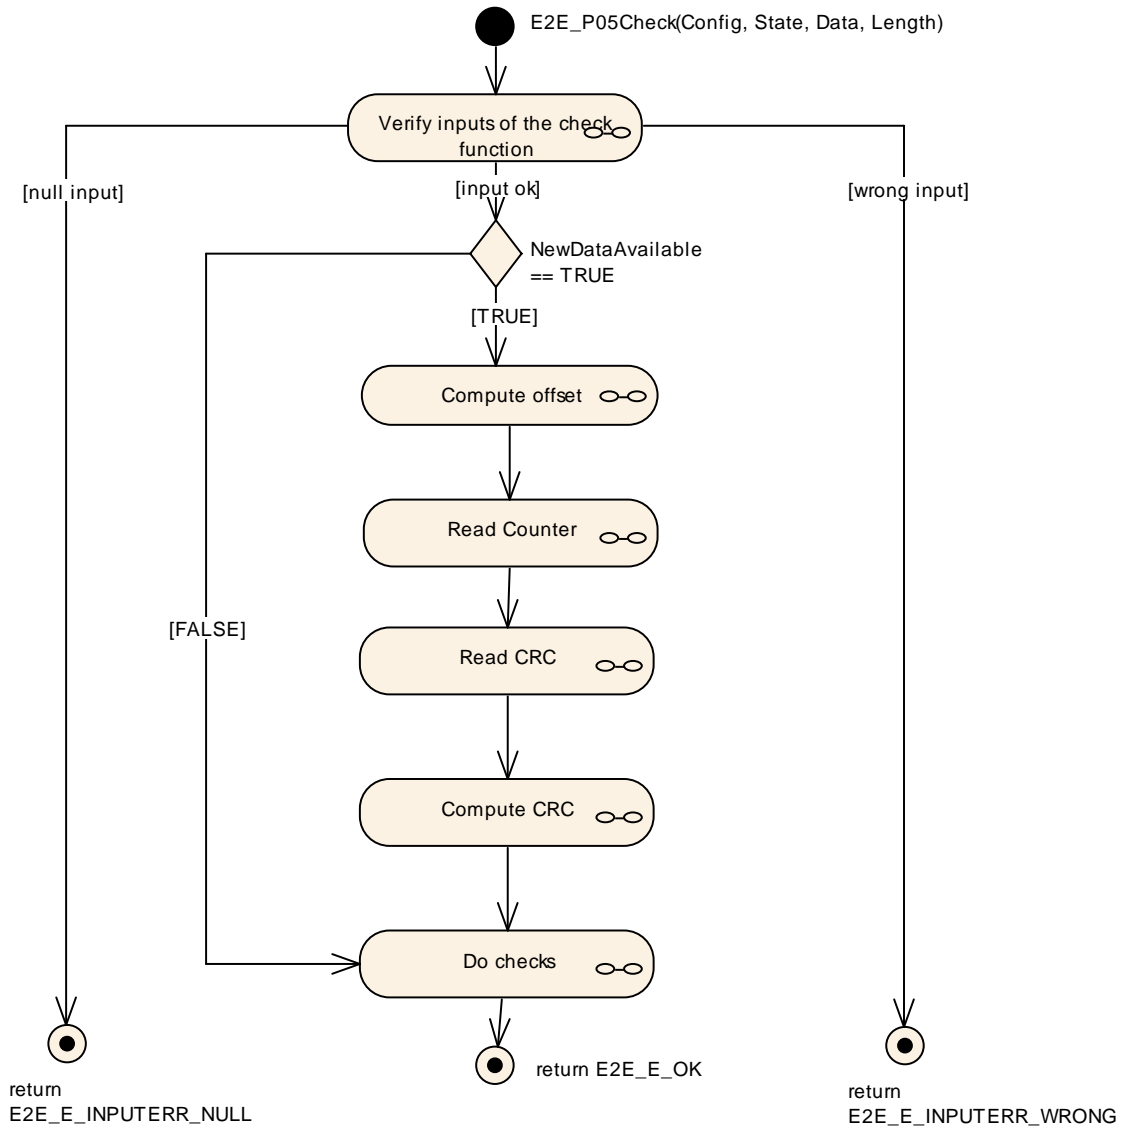 E2E_P05Check(Config, State, Data, Length)
Verify inputs of the check
function
[null input]
[input ok]
[wrong input]
NewDataAvailable
== TRUE
[TRUE]
Compute offset
Read Counter
[FALSE]
Read CRC
Compute CRC
Do checks
return E2E_E_OK
return
E2E_E_INPUTERR_NULL
return
E2E_E_INPUTERR_WRONG